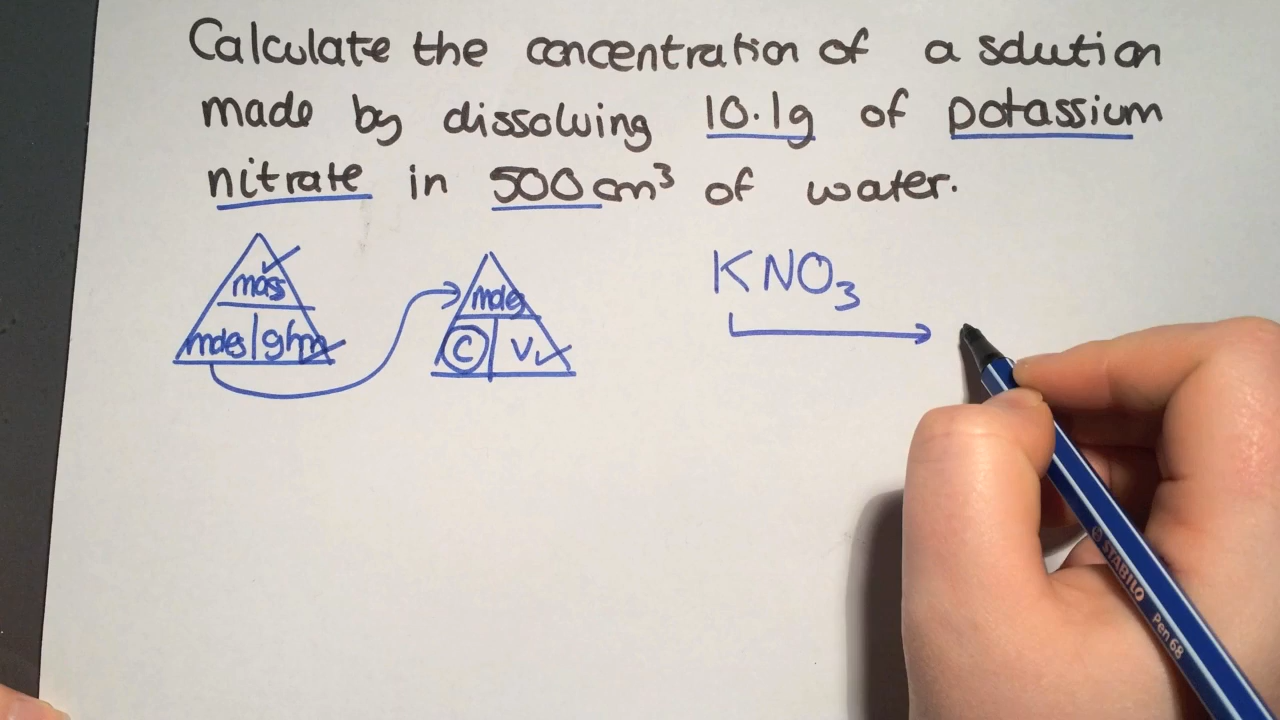 Calculate the concentration of a solution
made by dissolving 10.1g of potassium
nitrate in 500cm³ of water.
mass
moles gfm
moles
C V
KNO₃
STABILO Pen 68